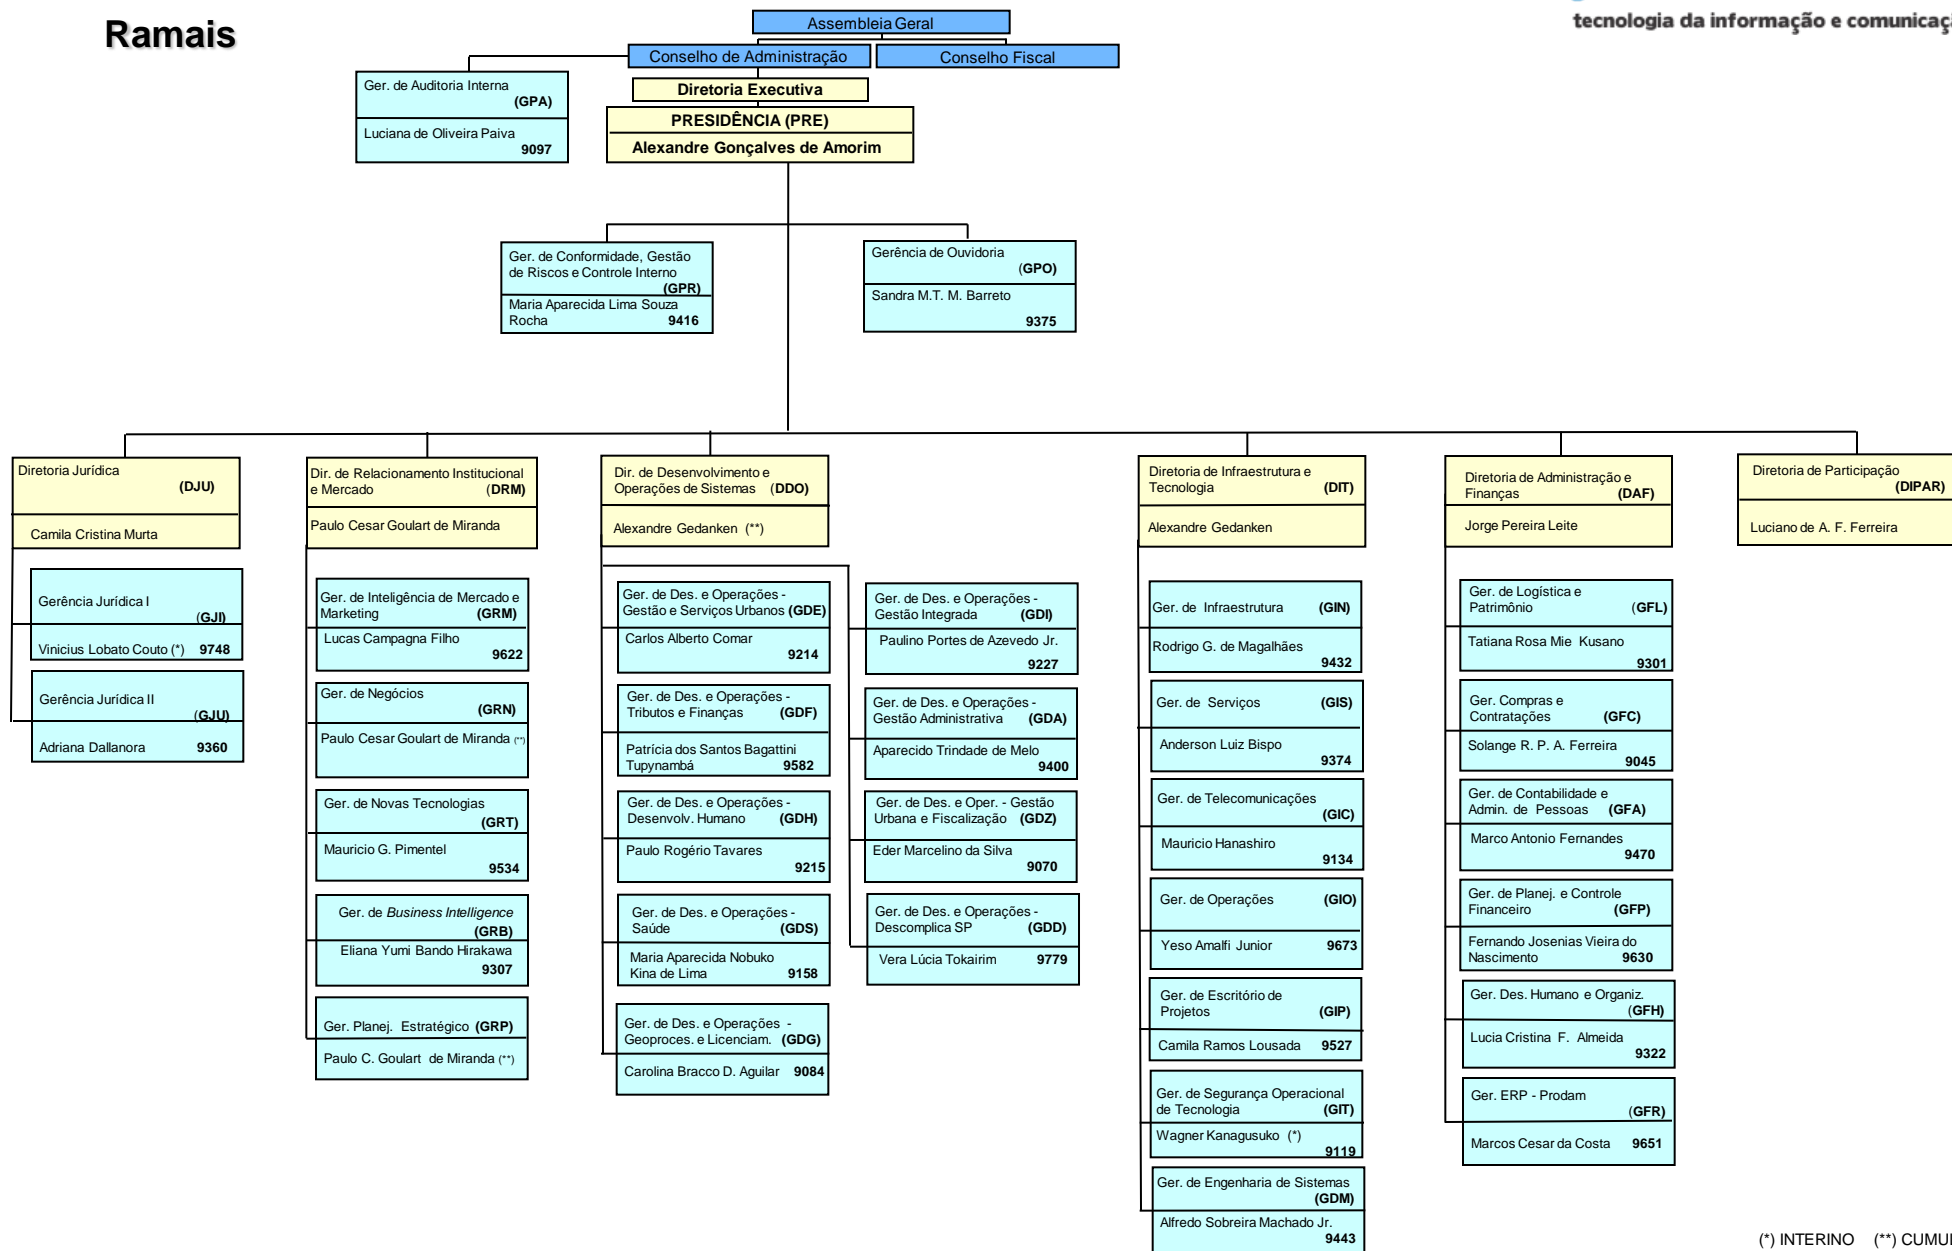 Ramais
tecnologia da informação e comunicaç
Assembleia Geral
Conselho de Administração
Conselho Fiscal
Diretoria Executiva
PRESIDÊNCIA (PRE)
Alexandre Gonçalves de Amorim
Ger. de Auditoria Interna
(GPA)
Luciana de Oliveira Paiva
9097
Ger. de Conformidade, Gestão
de Riscos e Controle Interno
(GPR)
Maria Aparecida Lima Souza
Rocha 9416
Gerência de Ouvidoria
(GPO)
Sandra M.T. M. Barreto
9375
Diretoria Jurídica
(DJU)
Camila Cristina Murta
Gerência Jurídica I
(GJI)
Vinicius Lobato Couto (*) 9748
Gerência Jurídica II
(GJU)
Adriana Dallanora 9360
Dir. de Relacionamento Institucional
e Mercado (DRM)
Paulo Cesar Goulart de Miranda
Ger. de Inteligência de Mercado e
Marketing (GRM)
Lucas Campagna Filho
9622
Ger. de Negócios
(GRN)
Paulo Cesar Goulart de Miranda (**)
Ger. de Novas Tecnologias
(GRT)
Mauricio G. Pimentel
9534
Ger. de Business Intelligence
(GRB)
Eliana Yumi Bando Hirakawa
9307
Ger. Planej. Estratégico (GRP)
Paulo C. Goulart de Miranda (**)
Dir. de Desenvolvimento e
Operações de Sistemas (DDO)
Alexandre Gedanken (**)
Ger. de Des. e Operações -
Gestão e Serviços Urbanos (GDE)
Carlos Alberto Comar
9214
Ger. de Des. e Operações -
Tributos e Finanças (GDF)
Patrícia dos Santos Bagattini
Tupynambá 9582
Ger. de Des. e Operações -
Desenvolv. Humano (GDH)
Paulo Rogério Tavares
9215
Ger. de Des. e Operações -
Saúde (GDS)
Maria Aparecida Nobuko
Kina de Lima 9158
Ger. de Des. e Operações -
Geoproces. e Licenciam. (GDG)
Carolina Bracco D. Aguilar 9084
Ger. de Des. e Operações -
Gestão Integrada (GDI)
Paulino Portes de Azevedo Jr.
9227
Ger. de Des. e Operações -
Gestão Administrativa (GDA)
Aparecido Trindade de Melo
9400
Ger. de Des. e Oper. - Gestão
Urbana e Fiscalização (GDZ)
Eder Marcelino da Silva
9070
Ger. de Des. e Operações -
Descomplica SP (GDD)
Vera Lúcia Tokairim 9779
Diretoria de Infraestrutura e
Tecnologia (DIT)
Alexandre Gedanken
Ger. de Infraestrutura (GIN)
Rodrigo G. de Magalhães
9432
Ger. de Serviços (GIS)
Anderson Luiz Bispo
9374
Ger. de Telecomunicações
(GIC)
Mauricio Hanashiro
9134
Ger. de Operações (GIO)
Yeso Amalfi Junior 9673
Ger. de Escritório de
Projetos (GIP)
Camila Ramos Lousada 9527
Ger. de Segurança Operacional
de Tecnologia (GIT)
Wagner Kanagusuko (*)
9119
Ger. de Engenharia de Sistemas
(GDM)
Alfredo Sobreira Machado Jr.
9443
Diretoria de Administração e
Finanças (DAF)
Jorge Pereira Leite
Ger. de Logística e
Patrimônio (GFL)
Tatiana Rosa Mie Kusano
9301
Ger. Compras e
Contratações (GFC)
Solange R. P. A. Ferreira
9045
Ger. de Contabilidade e
Admin. de Pessoas (GFA)
Marco Antonio Fernandes
9470
Ger. de Planej. e Controle
Financeiro (GFP)
Fernando Josenias Vieira do
Nascimento 9630
Ger. Des. Humano e Organiz.
(GFH)
Lucia Cristina F. Almeida
9322
Ger. ERP - Prodam
(GFR)
Marcos Cesar da Costa 9651
Diretoria de Participação
(DIPAR)
Luciano de A. F. Ferreira
(*) INTERINO (**) CUMUL